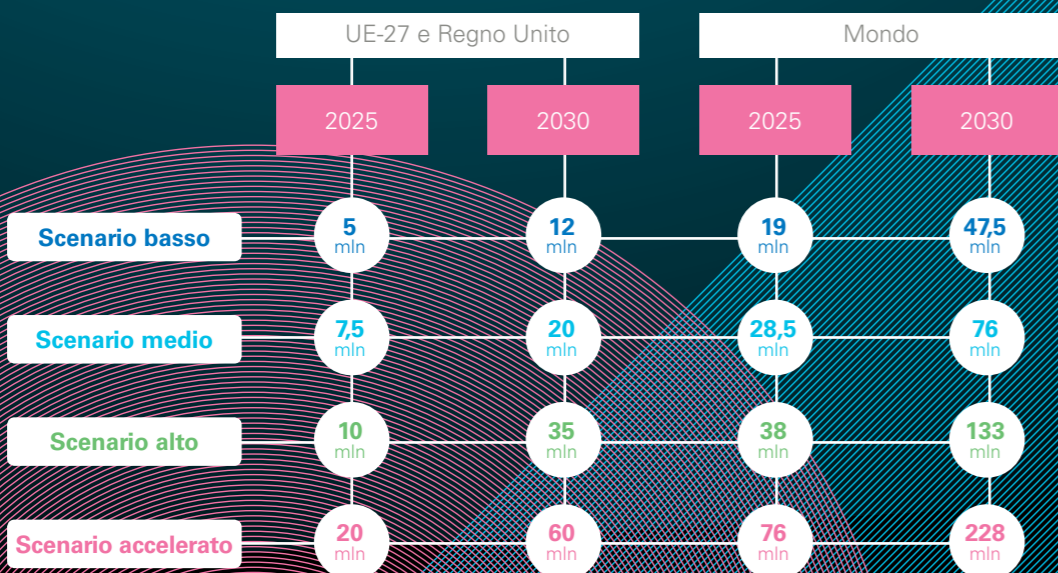 UE-27 e Regno Unito
Mondo
2025
2030
2025
2030
Scenario basso
5
mln
12
mln
19
mln
47,5
mln
Scenario medio
7,5
mln
20
mln
28,5
mln
76
mln
Scenario alto
10
mln
35
mln
38
mln
133
mln
Scenario accelerato
20
mln
60
mln
76
mln
228
mln